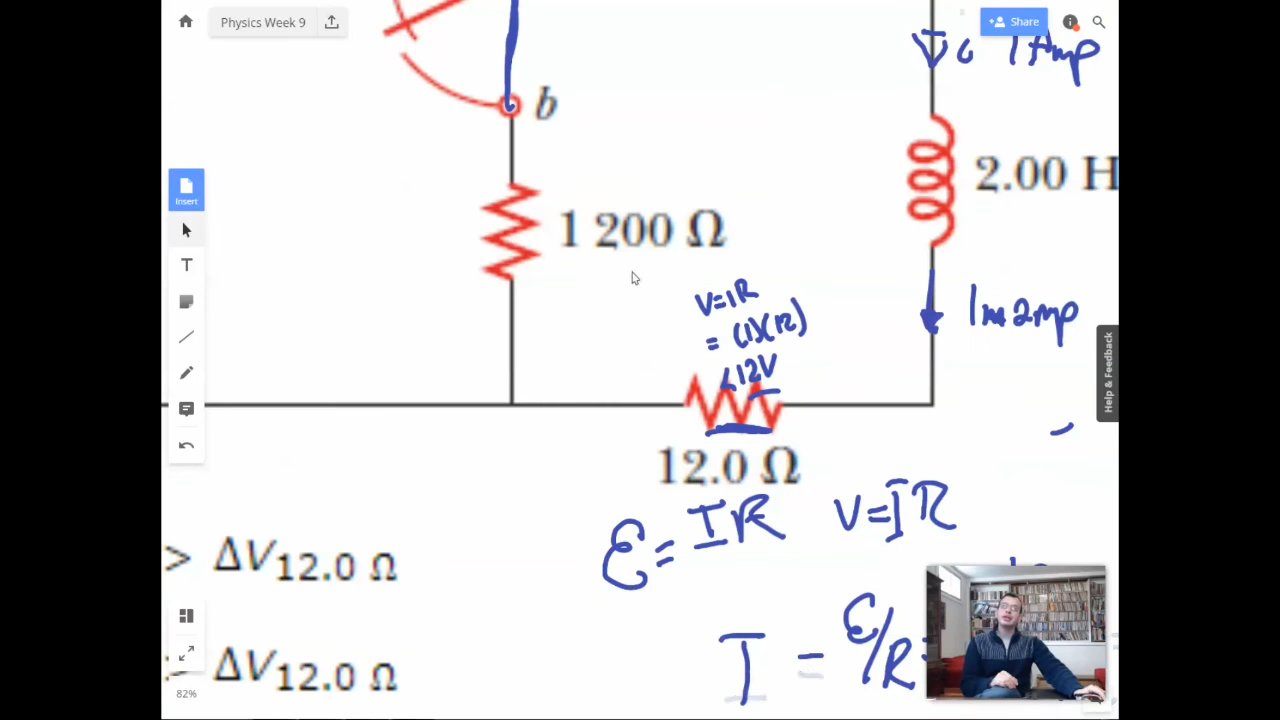 Physics Week 9
Share
1 Amp
b
2.00 H
Insert
1 200 Ω
V=IR
= (1)(12)
12V
Help & Feedback
12.0 Ω
ε = IR V=IR
> ΔV12.0 Ω
I = ε/R
> ΔV12.0 Ω
82%